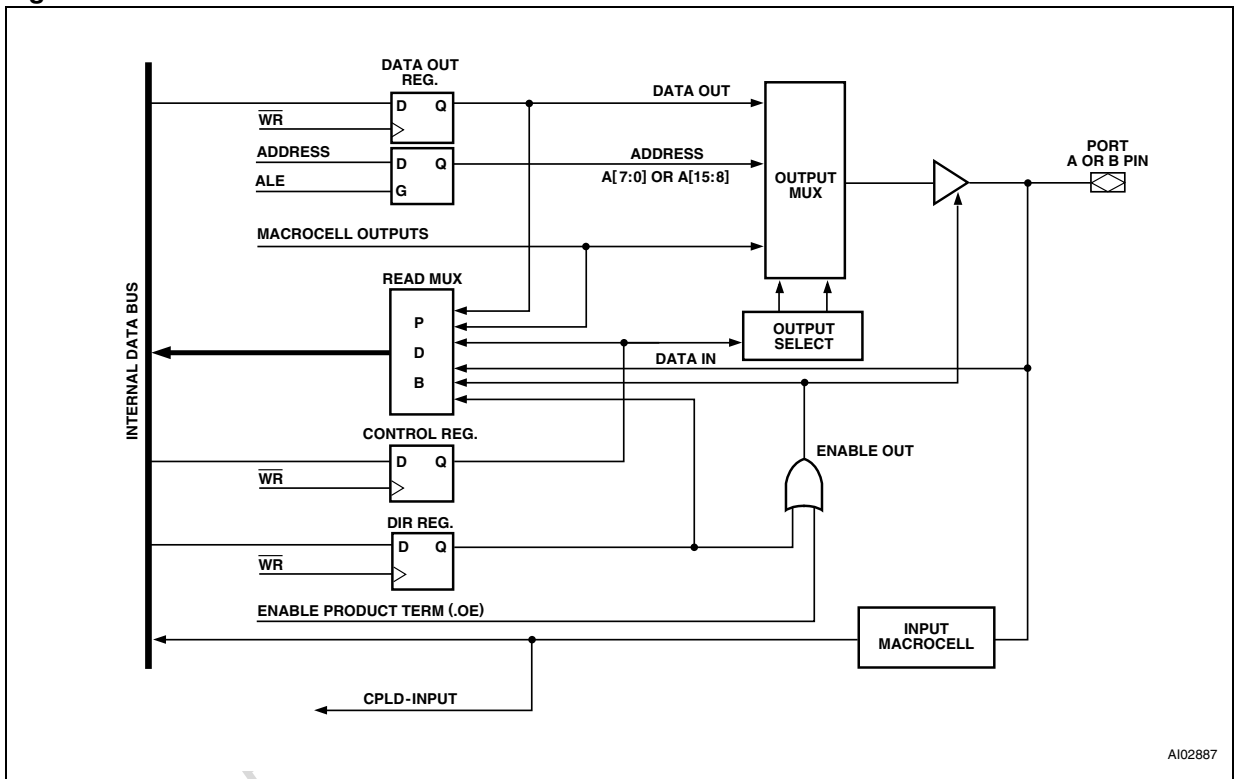 DATA OUT
REG.
D Q
WR
DATA OUT
ADDRESS
D Q
ALE
G
ADDRESS
A[7:0] OR A[15:8]
OUTPUT
MUX
PORT
A OR B PIN
MACROCELL OUTPUTS
READ MUX
P
D
B
OUTPUT
SELECT
DATA IN
INTERNAL DATA BUS
CONTROL REG.
D Q
WR
ENABLE OUT
DIR REG.
D Q
WR
ENABLE PRODUCT TERM (.OE)
INPUT
MACROCELL
CPLD-INPUT
AI02887